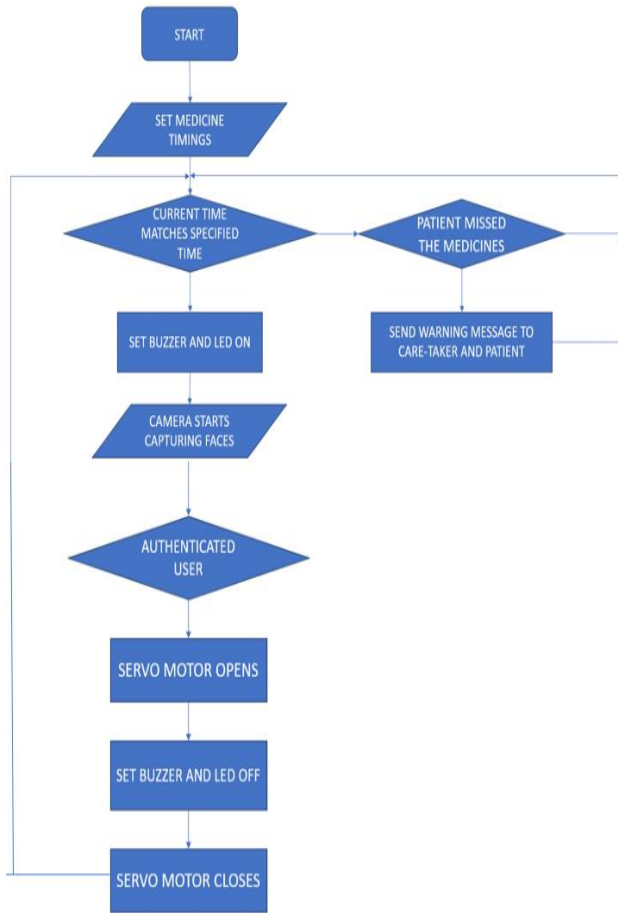 START
SET MEDICINE
TIMINGS
CURRENT TIME
MATCHES SPECIFIED
TIME
PATIENT MISSED
THE MEDICINES
SET BUZZER AND LED ON
SEND WARNING MESSAGE TO
CARE-TAKER AND PATIENT
CAMERA STARTS
CAPTURING FACES
AUTHENTICATED
USER
SERVO MOTOR OPENS
SET BUZZER AND LED OFF
SERVO MOTOR CLOSES